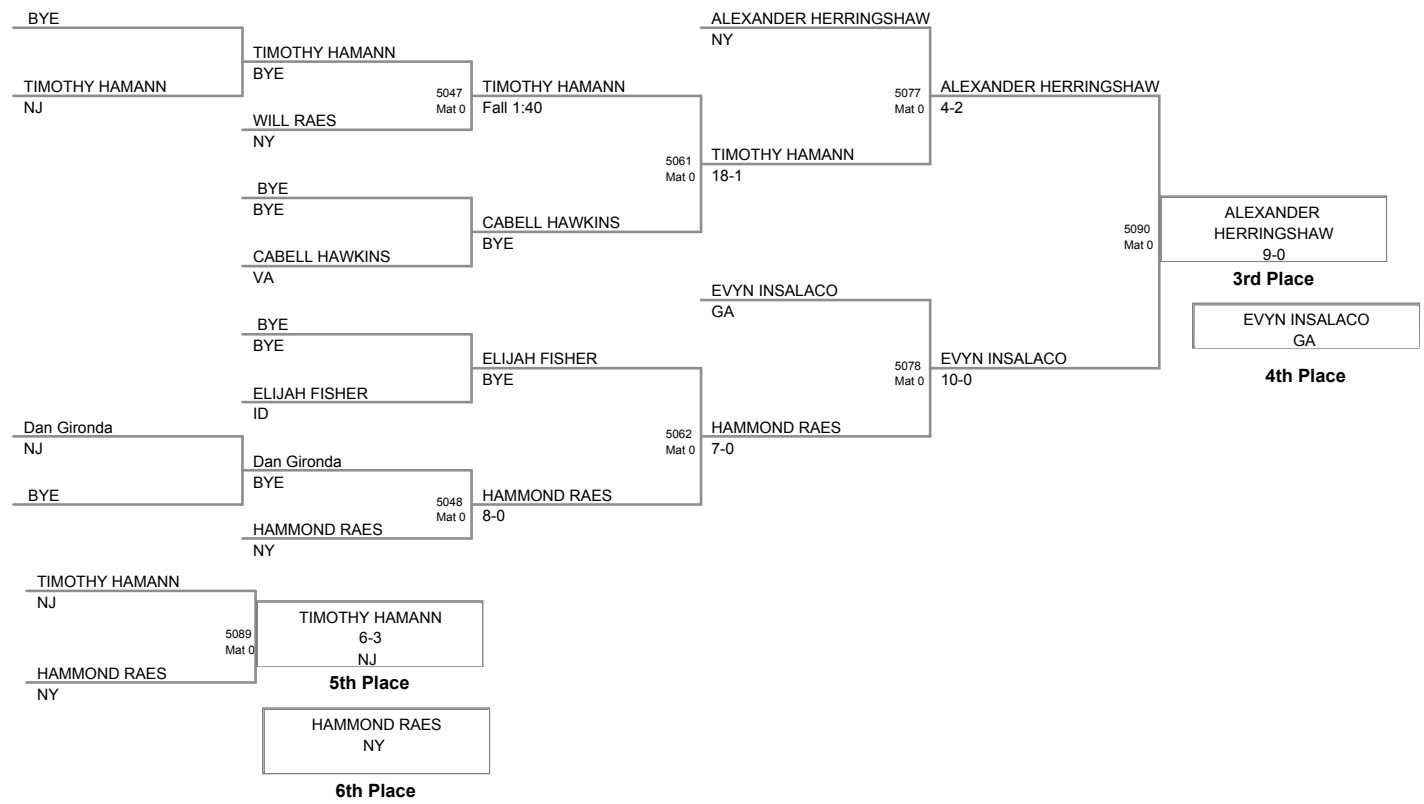 BYE
ALEXANDER HERRINGSHAW
NY
TIMOTHY HAMANN
BYE
TIMOTHY HAMANN
NJ
5047
Mat 0
TIMOTHY HAMANN
Fall 1:40
5077
Mat 0
ALEXANDER HERRINGSHAW
4-2
WILL RAES
NY
5061
Mat 0
TIMOTHY HAMANN
18-1
BYE
BYE
CABELL HAWKINS
BYE
5090
Mat 0
ALEXANDER
HERRINGSHAW
9-0
3rd Place
CABELL HAWKINS
VA
EVYN INSALACO
GA
EVYN INSALACO
GA
4th Place
BYE
BYE
ELIJAH FISHER
BYE
5078
Mat 0
EVYN INSALACO
10-0
ELIJAH FISHER
ID
Dan Gironda
NJ
5062
Mat 0
HAMMOND RAES
7-0
Dan Gironda
BYE
BYE
5048
Mat 0
HAMMOND RAES
8-0
HAMMOND RAES
NY
TIMOTHY HAMANN
NJ
5089
Mat 0
TIMOTHY HAMANN
6-3
NJ
5th Place
HAMMOND RAES
NY
HAMMOND RAES
NY
6th Place